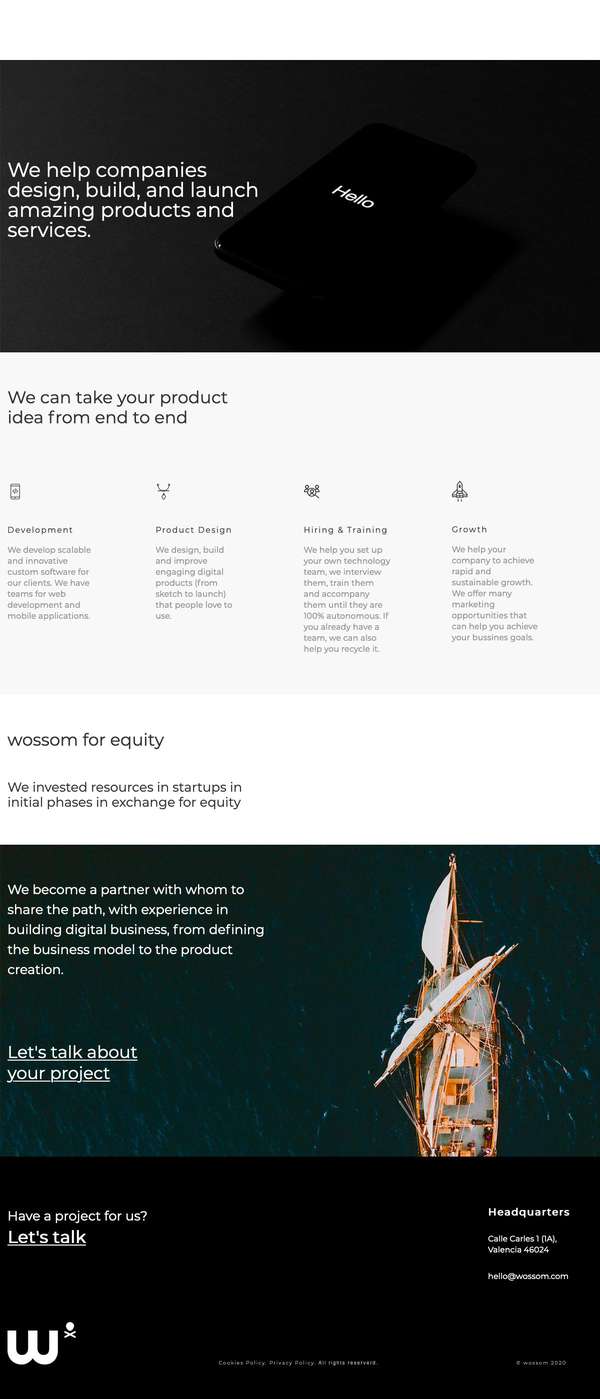 We help companies
design, build, and launch
amazing products and
services.
Hello
We can take your product
idea from end to end
Development
We develop scalable
and innovative
custom software for
our clients. We have
teams for web
development and
mobile applications.
Product Design
We design, build
and improve
engaging digital
products (from
sketch to launch)
that people love to
use.
Hiring & Training
We help you set up
your own technology
team, we interview
them, train them
and accompany
them until they are
100% autonomous. If
you already have a
team, we can also
help you recycle it.
Growth
We help your
company to achieve
rapid and
sustainable growth.
We offer many
marketing
opportunities that
can help you achieve
your bussines goals.
wossom for equity
We invested resources in startups in
initial phases in exchange for equity
We become a partner with whom to
share the path, with experience in
building digital business, from defining
the business model to the product
creation.
Let's talk about
your project
Have a project for us?
Let's talk
Headquarters
Calle Carles 1 (1A),
Valencia 46024
hello@wossom.com
w
Cookies Policy. Privacy Policy. All rights reserverd.
© wossom 2020